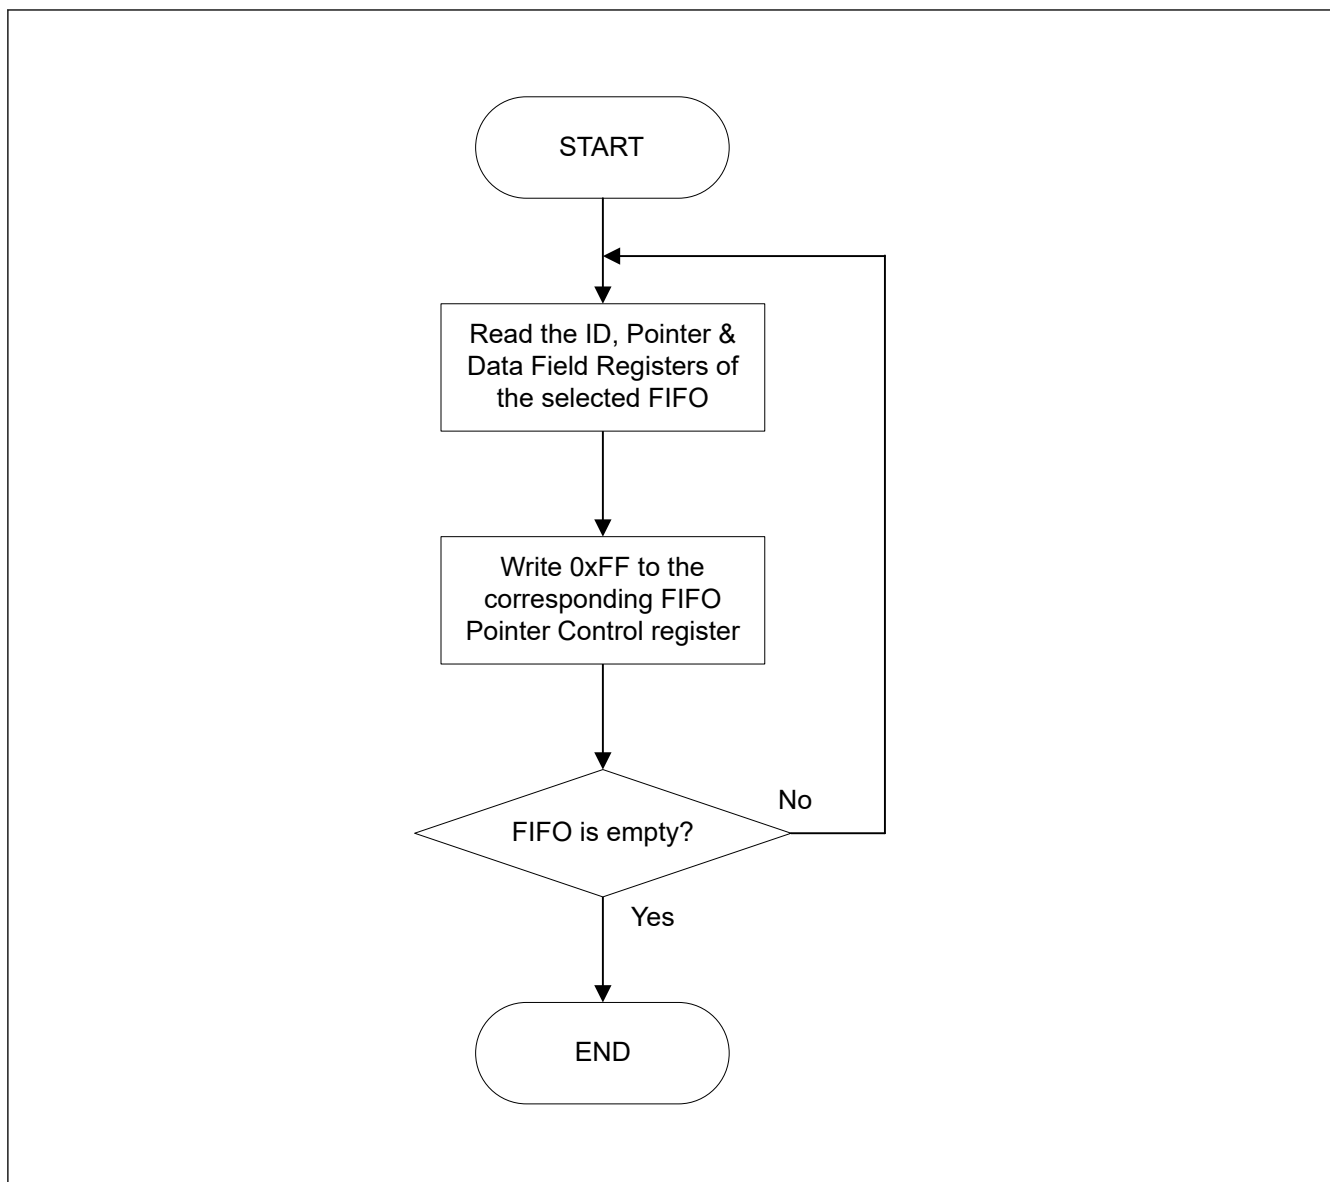 START
Read the ID, Pointer &
Data Field Registers of
the selected FIFO
Write 0xFF to the
corresponding FIFO
Pointer Control register
No
FIFO is empty?
Yes
END